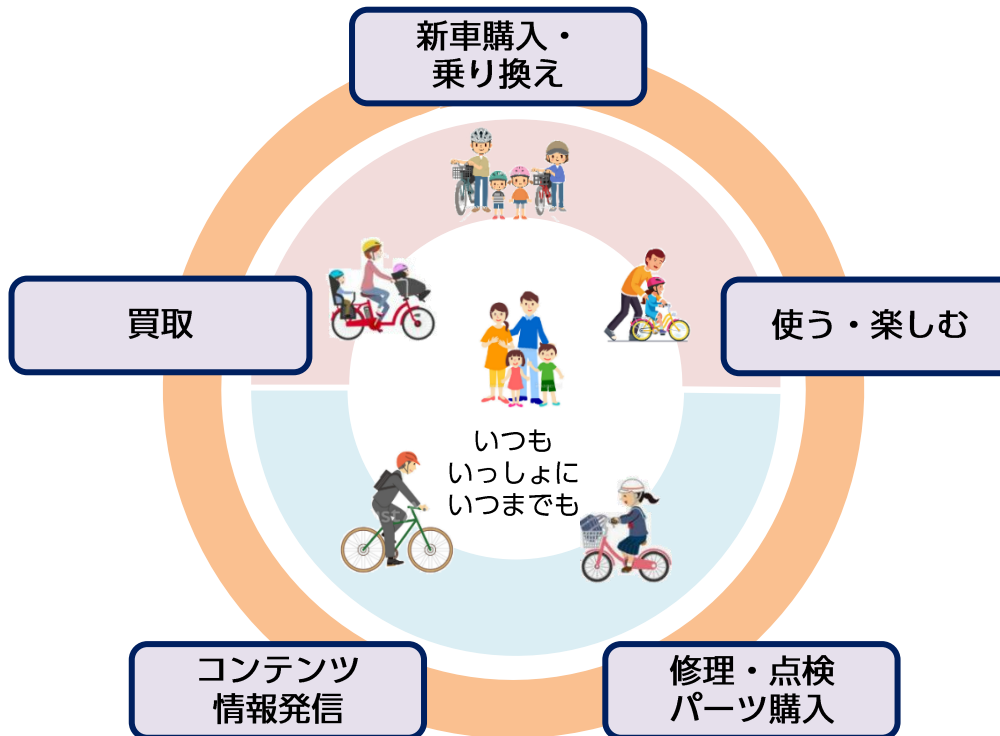 新車購入・
乗り換え
買取
使う・楽しむ
いつも
いっしょに
いつまでも
コンテンツ
情報発信
修理・点検
パーツ購入